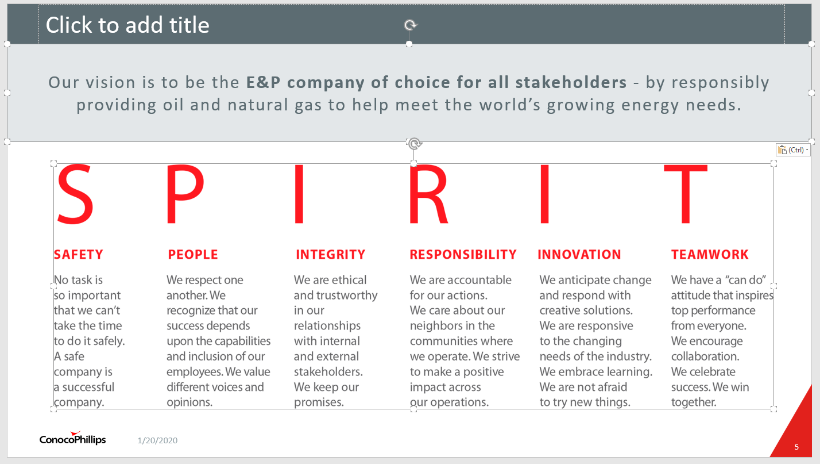 Click to add title
Our vision is to be the E&P company of choice for all stakeholders - by responsibly
providing oil and natural gas to help meet the world's growing energy needs.
(Ctrl)
S P I R I T
SAFETY
No task is
so important
that we can't
take the time
to do it safely.
A safe
company is
a successful
company.
PEOPLE
We respect one
another. We
recognize that our
success depends
upon the capabilities
and inclusion of our
employees. We value
different voices and
opinions.
INTEGRITY
We are ethical
and trustworthy
in our
relationships
with internal
and external
stakeholders.
We keep our
promises.
RESPONSIBILITY
We are accountable
for our actions.
We care about our
neighbors in the
communities where
we operate. We strive
to make a positive
impact across
our operations.
INNOVATION
We anticipate change
and respond with
creative solutions.
We are responsive
to the changing
needs of the industry.
We embrace learning.
We are not afraid
to try new things.
TEAMWORK
We have a "can do"
attitude that inspires
top performance
from everyone.
We encourage
collaboration.
We celebrate
success. We win
together.
ConocoPhillips
1/20/2020
5